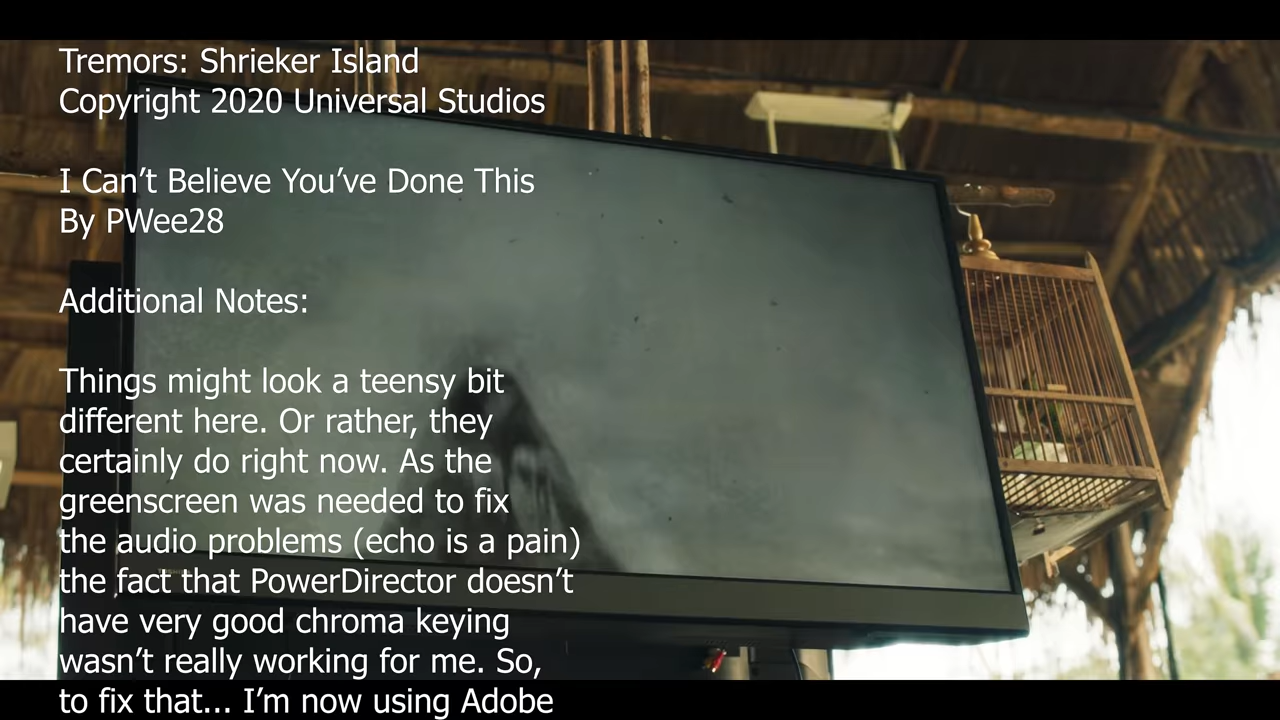 Tremors: Shrieker Island
Copyright 2020 Universal Studios
I Can’t Believe You’ve Done This
By PWee28
Additional Notes:
Things might look a teensy bit
different here. Or rather, they
certainly do right now. As the
greenscreen was needed to fix
the audio problems (echo is a pain)
the fact that PowerDirector doesn’t
have very good chroma keying
wasn’t really working for me. So,
to fix that... I’m now using Adobe